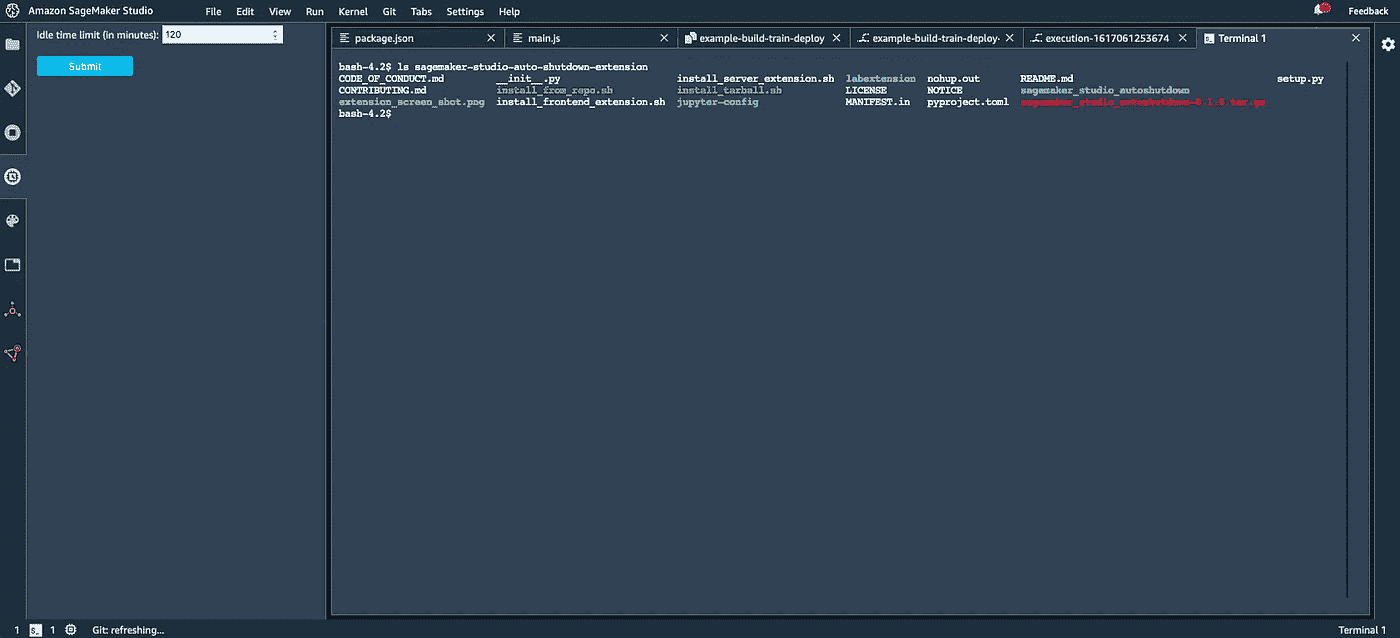 Amazon SageMaker Studio File Edit View Run Kernel Git Tabs Settings Help Feedback
Idle time limit (in minutes): 120
Submit
package.json main.js example-build-train-deploy example-build-train-deploy- execution-1617061253674 Terminal 1
bash-4.2$ ls sagemaker-studio-auto-shutdown-extension
CODE_OF_CONDUCT.md __init__.py install_server_extension.sh labextension nohup.out README.md setup.py
CONTRIBUTING.md install_from_repo.sh install_tarball.sh LICENSE NOTICE sagemaker_studio_autoshutdown
extension_screen_shot.png install_frontend_extension.sh jupyter-config MANIFEST.in pyproject.toml
bash-4.2$
1 1 Git: refreshing... Terminal 1